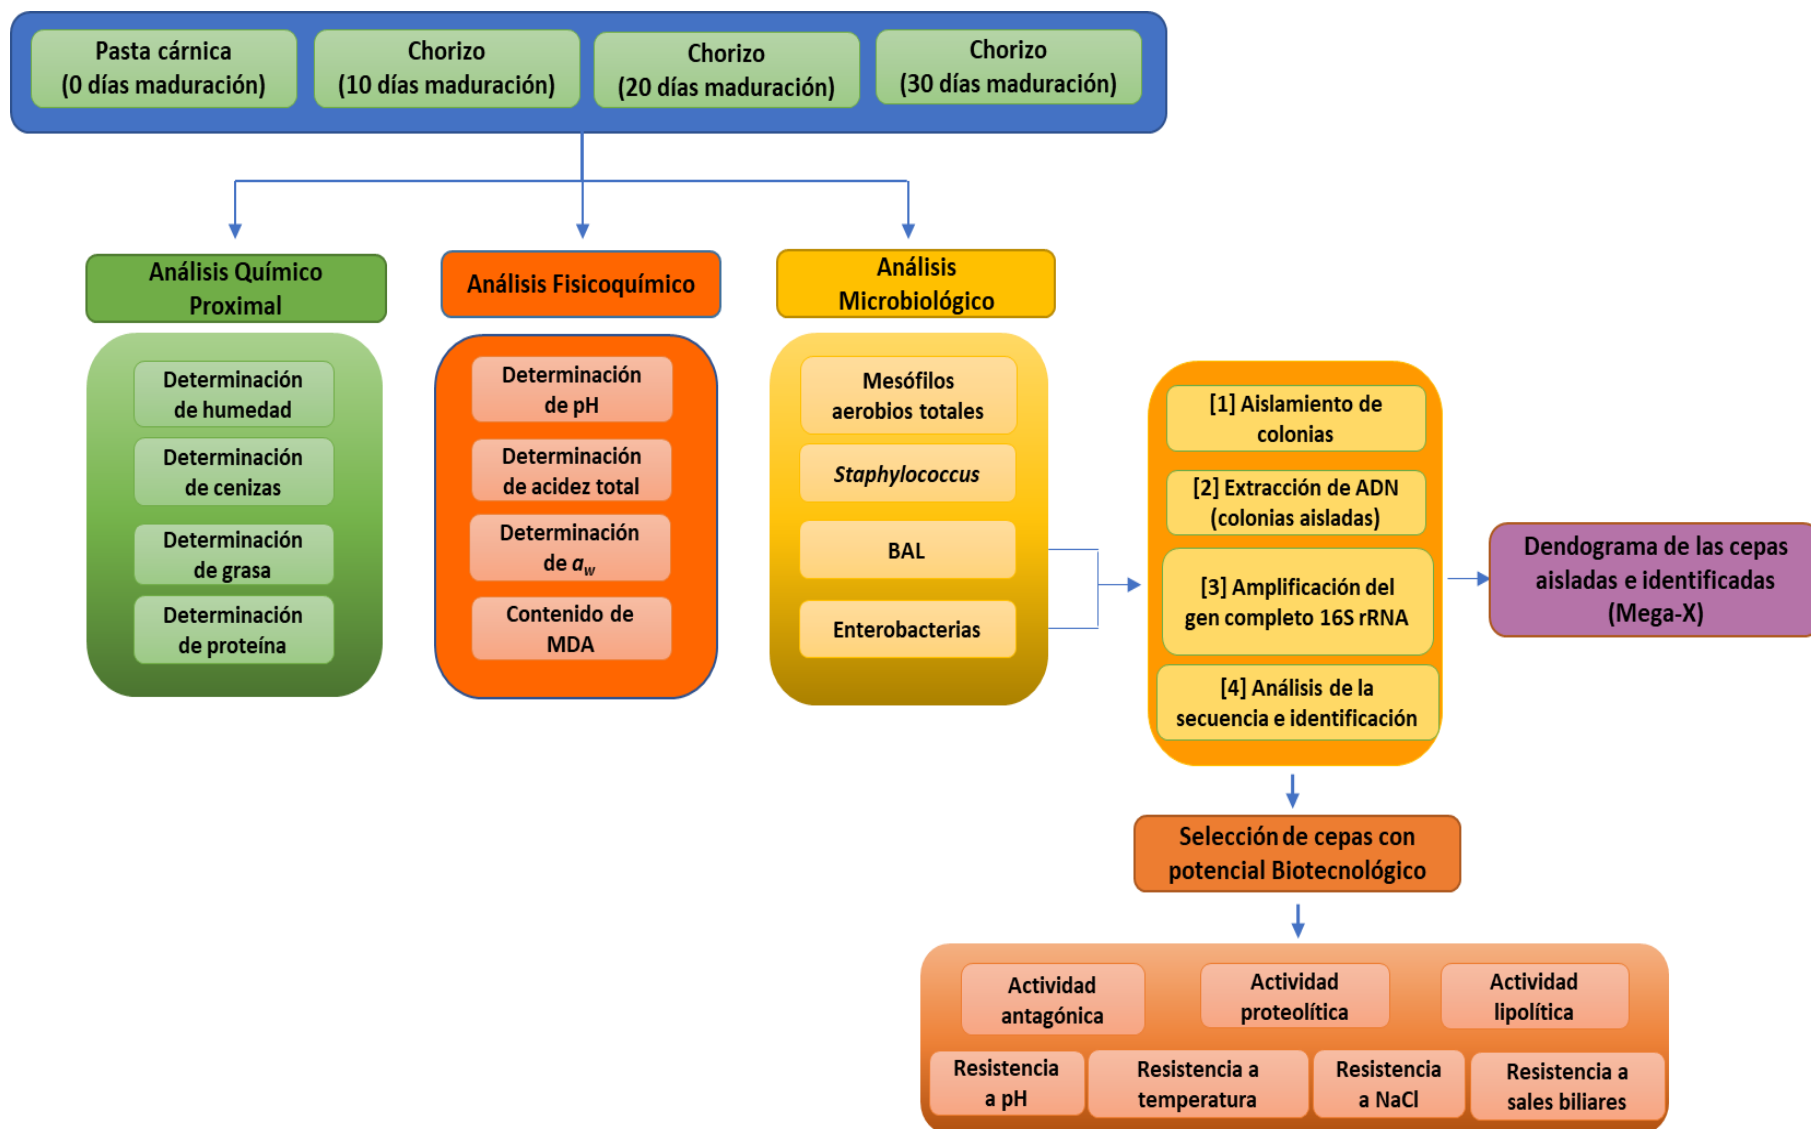 Pasta cárnica
(0 días maduración)
Chorizo
(10 días maduración)
Chorizo
(20 días maduración)
Chorizo
(30 días maduración)
Análisis Químico
Proximal
Determinación
de humedad
Determinación
de cenizas
Determinación
de grasa
Determinación
de proteína
Análisis Fisicoquímico
Determinación
de pH
Determinación
de acidez total
Determinación
de aw
Contenido de
MDA
Análisis
Microbiológico
Mesófilos
aerobios totales
Staphylococcus
BAL
Enterobacterias
[1] Aislamiento de
colonias
[2] Extracción de ADN
(colonias aisladas)
[3] Amplificación del
gen completo 16S rRNA
[4] Análisis de la
secuencia e identificación
Dendograma de las cepas
aisladas e identificadas
(Mega-X)
Selección de cepas con
potencial Biotecnológico
Actividad
antagónica
Actividad
proteolítica
Actividad
lipolítica
Resistencia
a pH
Resistencia a
temperatura
Resistencia
a NaCl
Resistencia a
sales biliares